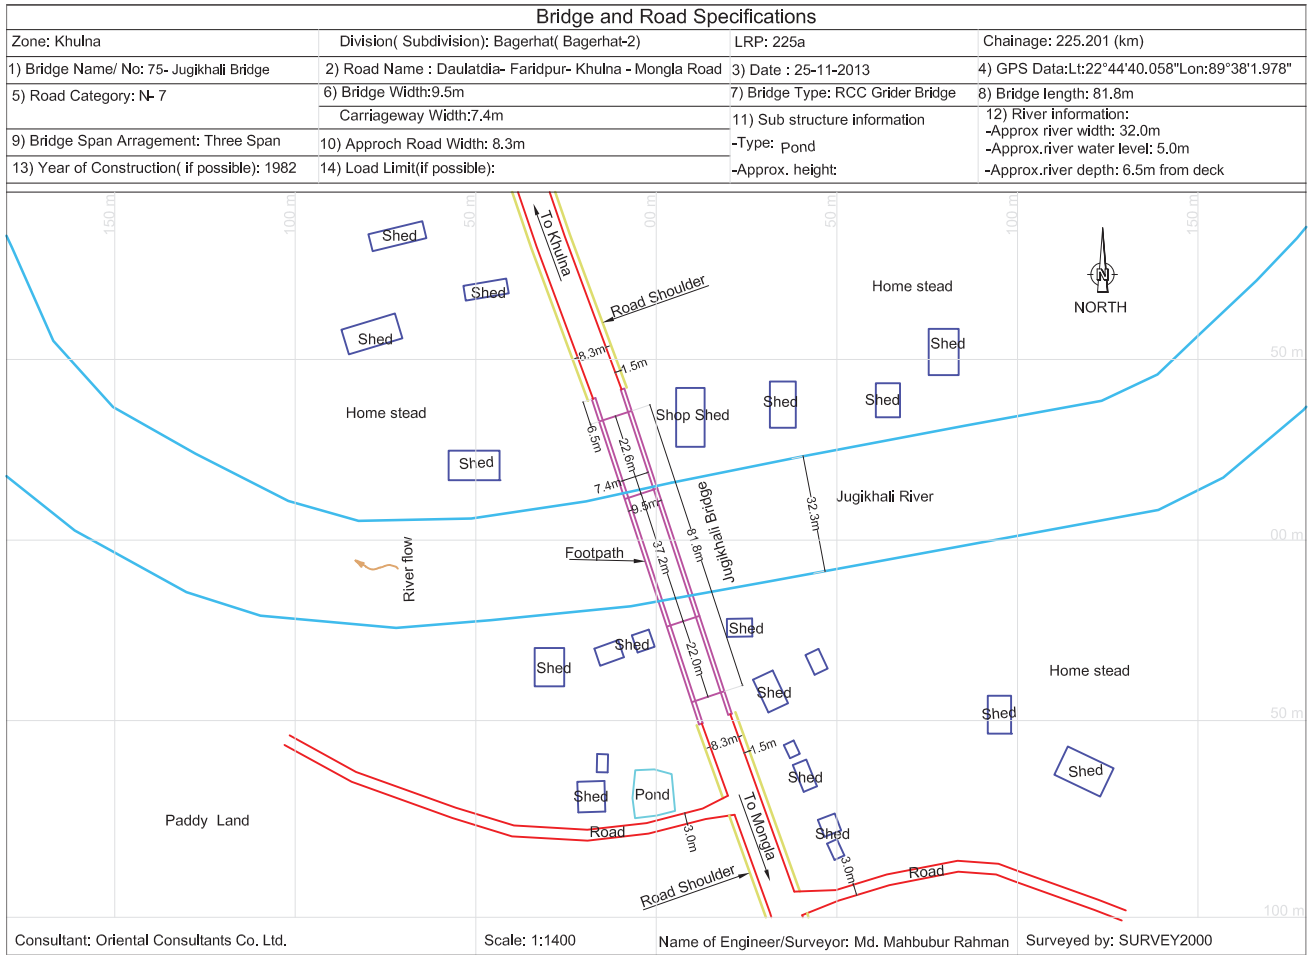 Bridge and Road Specifications
Zone: Khulna
Division( Subdivision): Bagerhat( Bagerhat-2)
LRP: 225a
Chainage: 225.201 (km)
1) Bridge Name/ No: 75- Jugikhali Bridge
2) Road Name : Daulatdia- Faridpur- Khulna - Mongla Road
3) Date : 25-11-2013
4) GPS Data:Lt:22°44'40.058"Lon:89°38'1.978"
5) Road Category: N- 7
6) Bridge Width:9.5m
Carriageway Width:7.4m
7) Bridge Type: RCC Grider Bridge
8) Bridge length: 81.8m
9) Bridge Span Arragement: Three Span
10) Approch Road Width: 8.3m
11) Sub structure information
-Type: Pond
-Approx. height:
12) River information:
-Approx river width: 32.0m
-Approx.river water level: 5.0m
-Approx.river depth: 6.5m from deck
13) Year of Construction( if possible): 1982
14) Load Limit(if possible):
150 m
100 m
50 m
00 m
50 m
100 m
150 m
Shed
To Khulna
Shed
Road Shoulder
Home stead
N
NORTH
Shed
8.3m
1.5m
Shed
50 m
Home stead
Shop Shed
Shed
Shed
6.5m
22.6m
Shed
7.4m
9.5m
Jugikhali Bridge
81.8m
32.3m
Jugikhali River
37.2m
Footpath
River flow
00 m
Shed
Shed
Shed
22.0m
Shed
Home stead
Shed
50 m
8.3m
1.5m
Shed
Shed
Shed
Pond
Shed
To Mongla
Paddy Land
Road
3.0m
Shed
3.0m
Road
Road Shoulder
100 m
Consultant: Oriental Consultants Co. Ltd.
Scale: 1:1400
Name of Engineer/Surveyor: Md. Mahbubur Rahman
Surveyed by: SURVEY2000